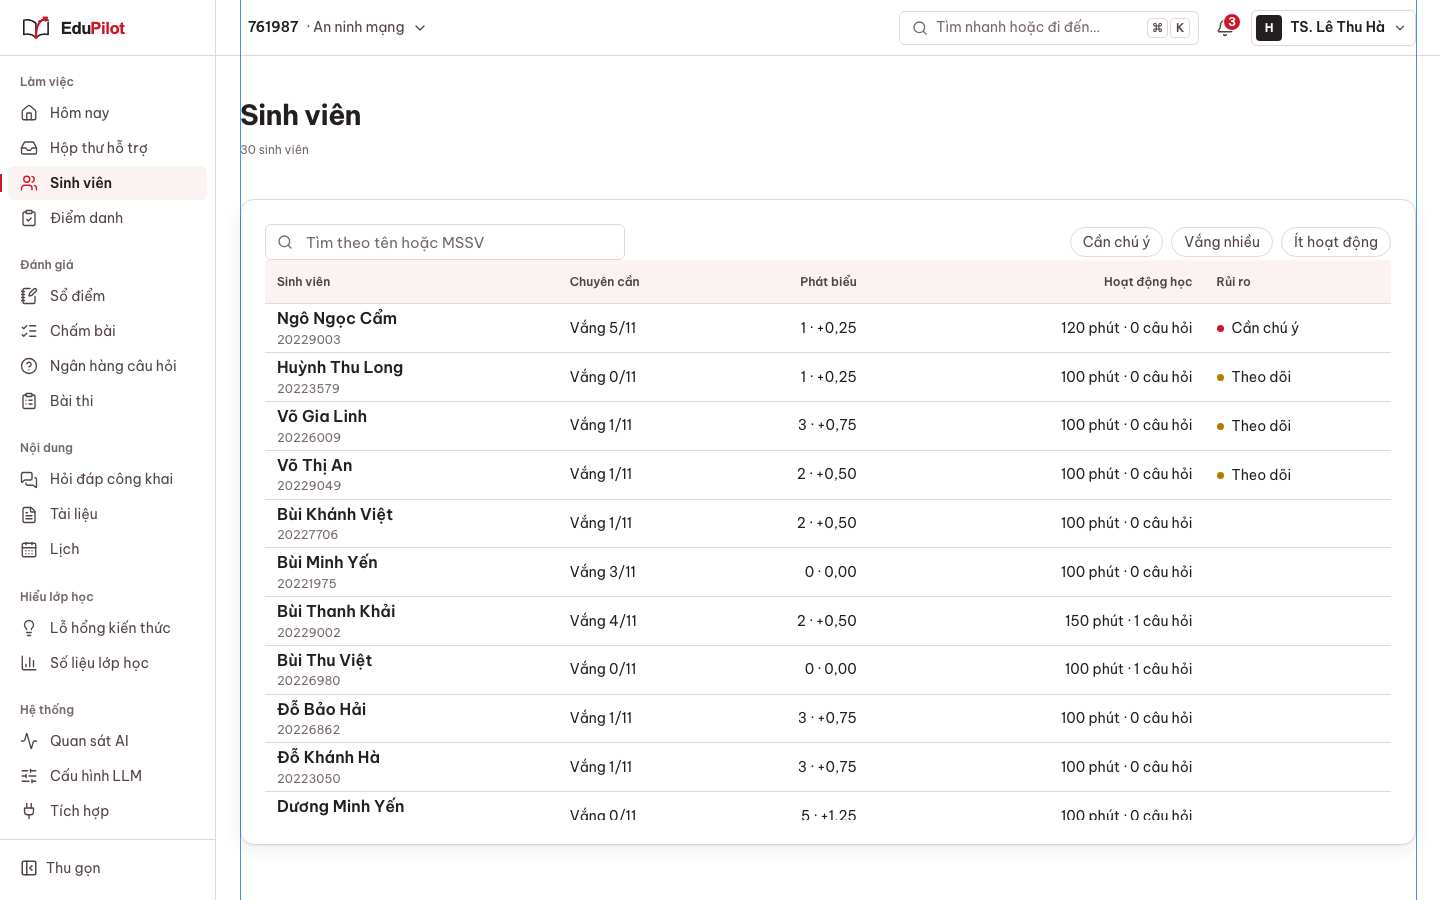 EduPilot
761987 · An ninh mạng
Tìm nhanh hoặc đi đến...
⌘ K
3
H
TS. Lê Thu Hà
Làm việc
Hôm nay
Hộp thư hỗ trợ
Sinh viên
Điểm danh
Đánh giá
Sổ điểm
Chấm bài
Ngân hàng câu hỏi
Bài thi
Nội dung
Hỏi đáp công khai
Tài liệu
Lịch
Hiểu lớp học
Lỗ hổng kiến thức
Số liệu lớp học
Hệ thống
Quan sát AI
Cấu hình LLM
Tích hợp
Thu gọn
Sinh viên
30 sinh viên
Tìm theo tên hoặc MSSV
Cần chú ý
Vắng nhiều
Ít hoạt động
Sinh viên Chuyên cần Phát biểu Hoạt động học Rủi ro
Ngô Ngọc Cẩm
20229003
Vắng 5/11 1 · +0,25 120 phút · 0 câu hỏi Cần chú ý
Huỳnh Thu Long
20223579
Vắng 0/11 1 · +0,25 100 phút · 0 câu hỏi Theo dõi
Võ Gia Linh
20226009
Vắng 1/11 3 · +0,75 100 phút · 0 câu hỏi Theo dõi
Võ Thị An
20229049
Vắng 1/11 2 · +0,50 100 phút · 0 câu hỏi Theo dõi
Bùi Khánh Việt
20227706
Vắng 1/11 2 · +0,50 100 phút · 0 câu hỏi
Bùi Minh Yến
20221975
Vắng 3/11 0 · 0,00 100 phút · 0 câu hỏi
Bùi Thanh Khải
20229002
Vắng 4/11 2 · +0,50 150 phút · 1 câu hỏi
Bùi Thu Việt
20226980
Vắng 0/11 0 · 0,00 100 phút · 1 câu hỏi
Đỗ Bảo Hải
20226862
Vắng 1/11 3 · +0,75 100 phút · 0 câu hỏi
Đỗ Khánh Hà
20223050
Vắng 1/11 3 · +0,75 100 phút · 0 câu hỏi
Dương Minh Yến
Vắng 0/11 5 · +1,25 100 phút · 0 câu hỏi